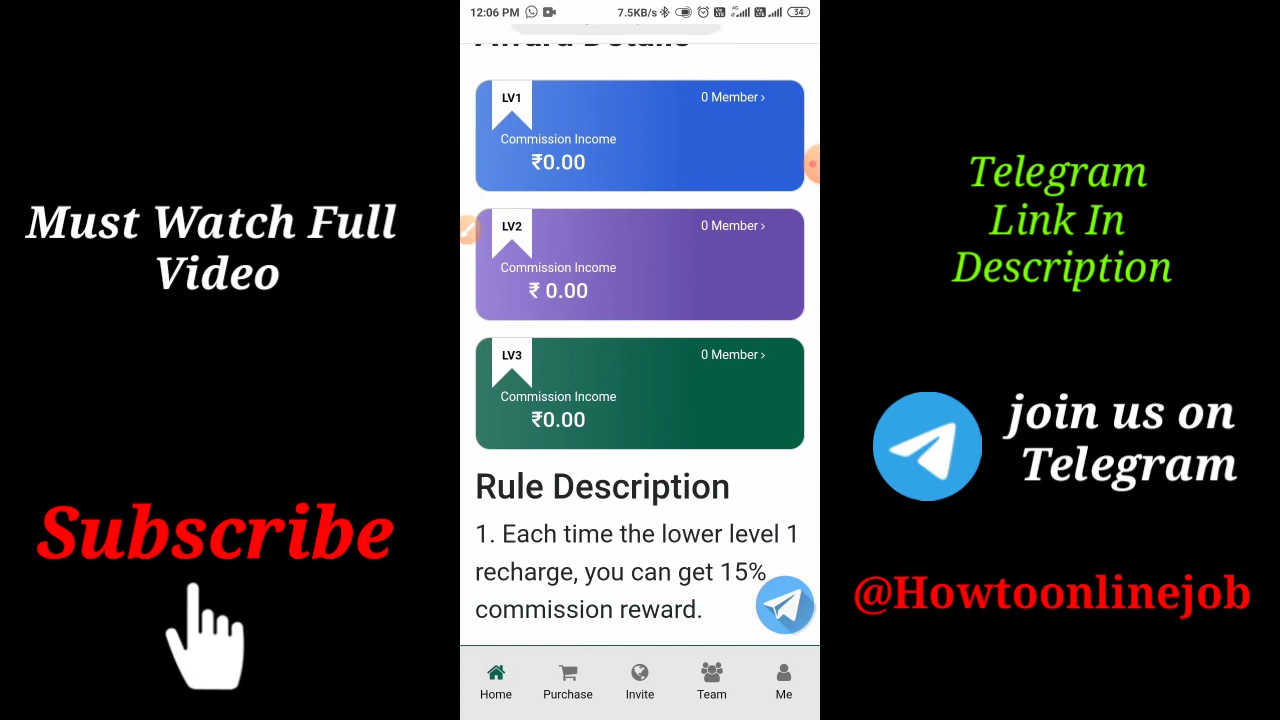 12:06 PM
7.5KB/s
4G
34
Award Details
LV1
0 Member ›
Commission Income
₹0.00
LV2
0 Member ›
Commission Income
₹ 0.00
LV3
0 Member ›
Commission Income
₹0.00
Rule Description
1. Each time the lower level 1
recharge, you can get 15%
commission reward.
Home
Purchase
Invite
Team
Me
Must Watch Full
Video
Subscribe
Telegram
Link In
Description
join us on
Telegram
@Howtoonlinejob